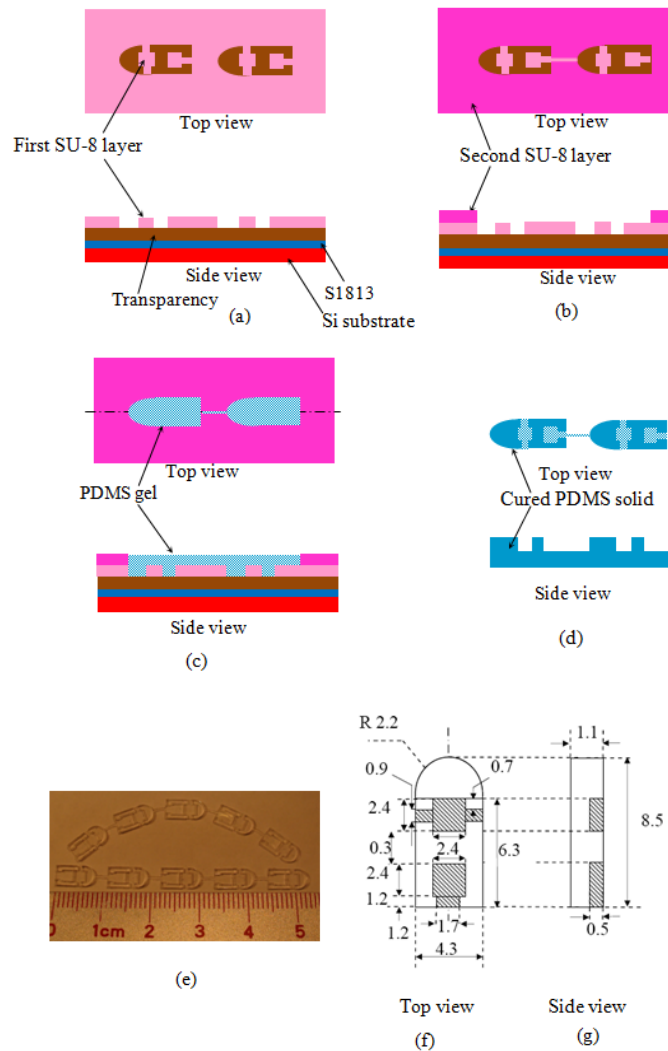 Top view
First SU-8 layer
Side view
Transparency
S1813
Si substrate
(a)
Top view
Second SU-8 layer
Side view
(b)
Top view
PDMS gel
Side view
(c)
Top view
Cured PDMS solid
Side view
(d)
0 1cm 2 3 4 5
(e)
R 2.2
0.9
0.7
2.4
0.3
2.4
2.4
1.2
1.2
1.7
4.3
6.3
Top view
(f)
1.1
8.5
0.5
Side view
(g)